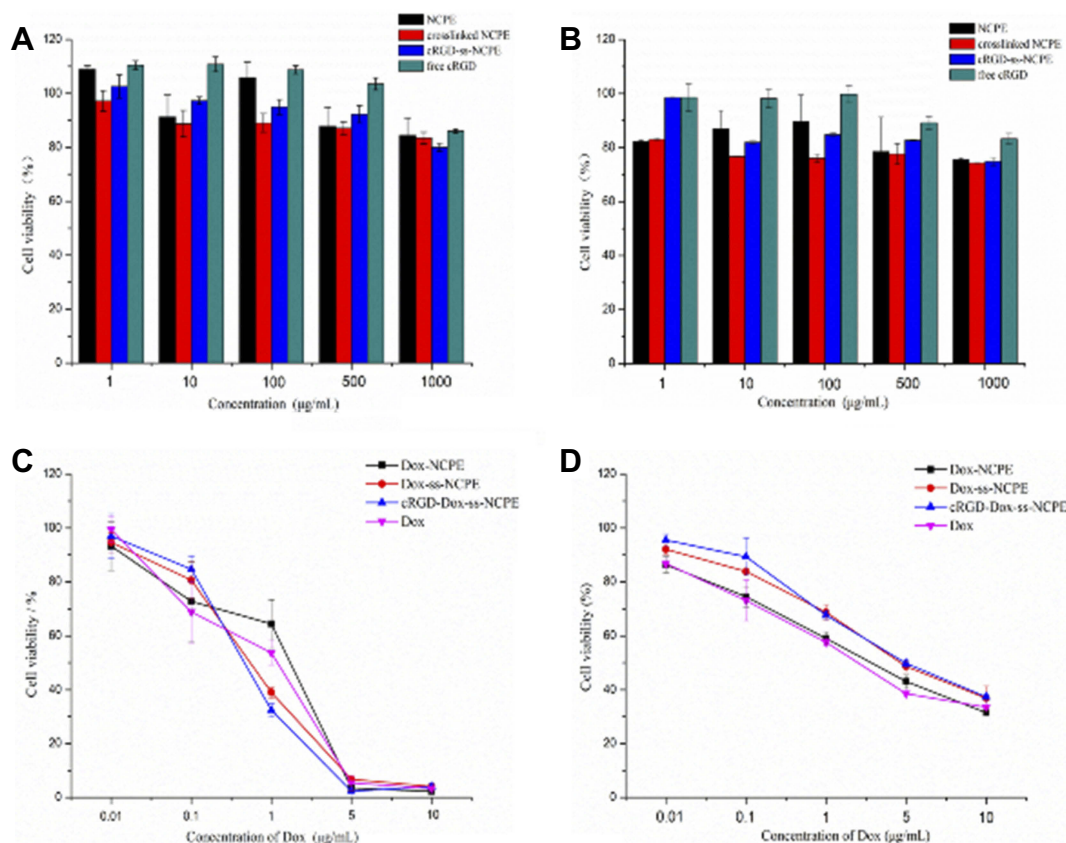 A
NCPE
crosslinked NCPE
cRGD-ss-NCPE
free cRGD
120
100
80
60
40
20
0
Cell viability (%)
1 10 100 500 1000
Concentration (μg/mL)
B
NCPE
crosslinked NCPE
cRGD-ss-NCPE
free cRGD
120
100
80
60
40
20
0
Cell viability (%)
1 10 100 500 1000
Concentration (μg/mL)
C
Dox-NCPE
Dox-ss-NCPE
cRGD-Dox-ss-NCPE
Dox
120
100
80
60
40
20
0
Cell viability / %
0.01 0.1 1 5 10
Concentration of Dox (μg/mL)
D
Dox-NCPE
Dox-ss-NCPE
cRGD-Dox-ss-NCPE
Dox
120
100
80
60
40
20
0
Cell viability (%)
0.01 0.1 1 5 10
Concentration of Dox (μg/mL)